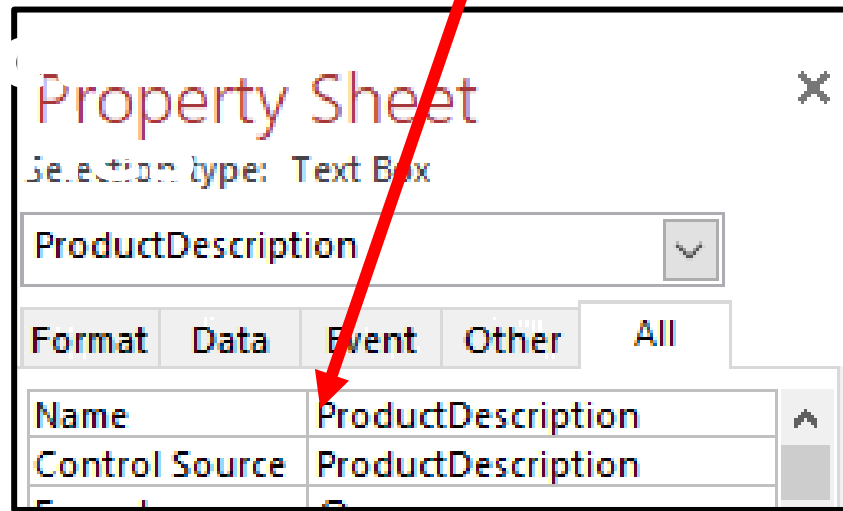 Property Sheet
Selection type: Text Box
ProductDescription
Format Data Event Other All
Name ProductDescription
Control Source ProductDescription